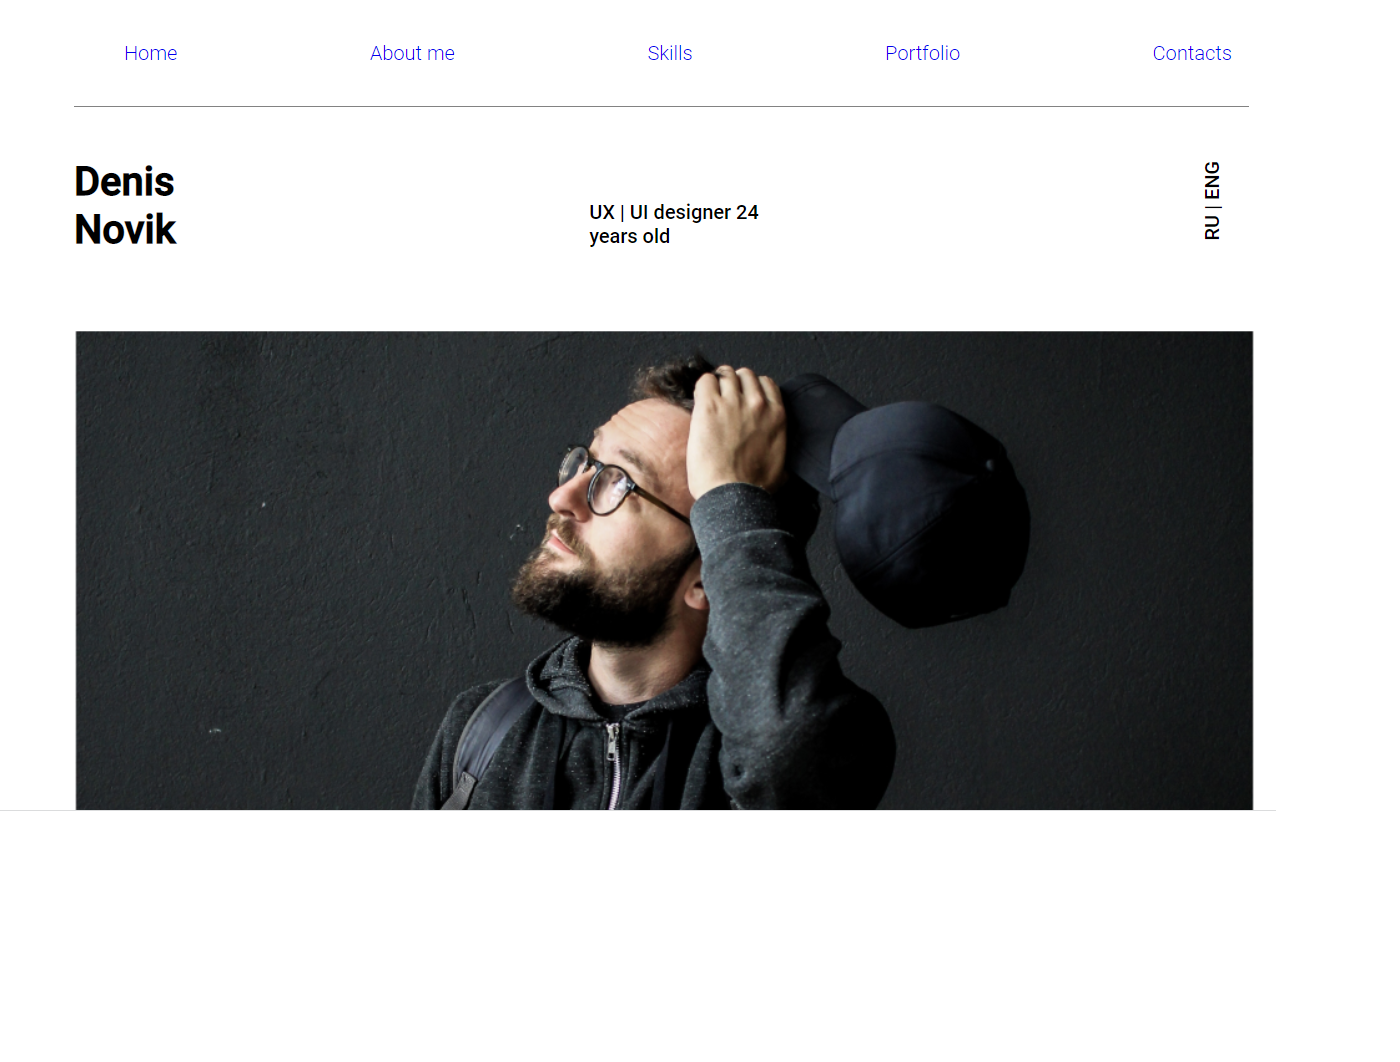 Home About me Skills Portfolio Contacts
Denis
Novik
UX | UI designer 24
years old
RU | ENG